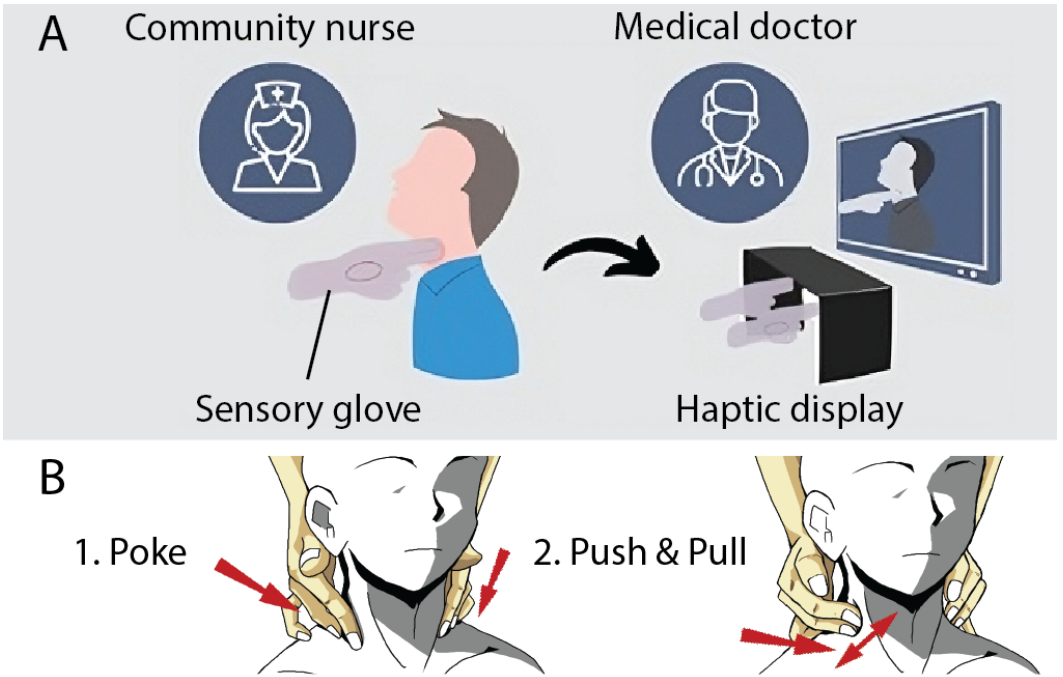 A
Community nurse
Medical doctor
Sensory glove
Haptic display
B
1. Poke
2. Push & Pull